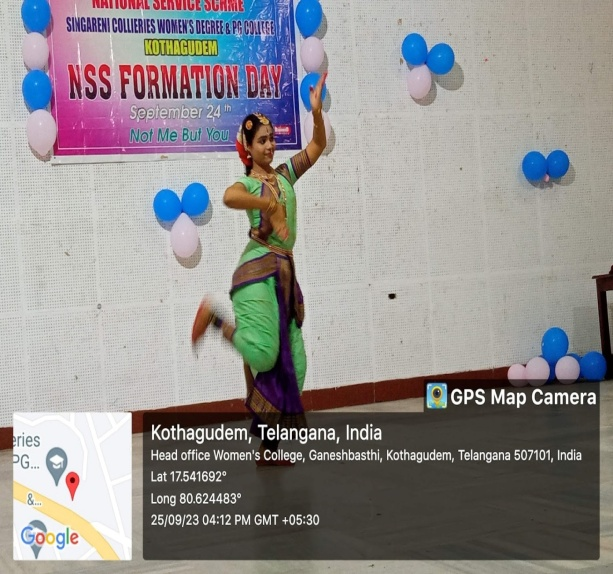 NATIONAL SERVICE SCHME
SINGARENI COLLIERIES WOMEN'S DEGREE & PG COLLEGE
KOTHAGUDEM
NSS FORMATION DAY
September 24th
Not Me But You
GPS Map Camera
Kothagudem, Telangana, India
Head office Women's College, Ganeshbasthi, Kothagudem, Telangana 507101, India
Lat 17.541692°
Long 80.624483°
25/09/23 04:12 PM GMT +05:30
eries
PG...
&...
Google